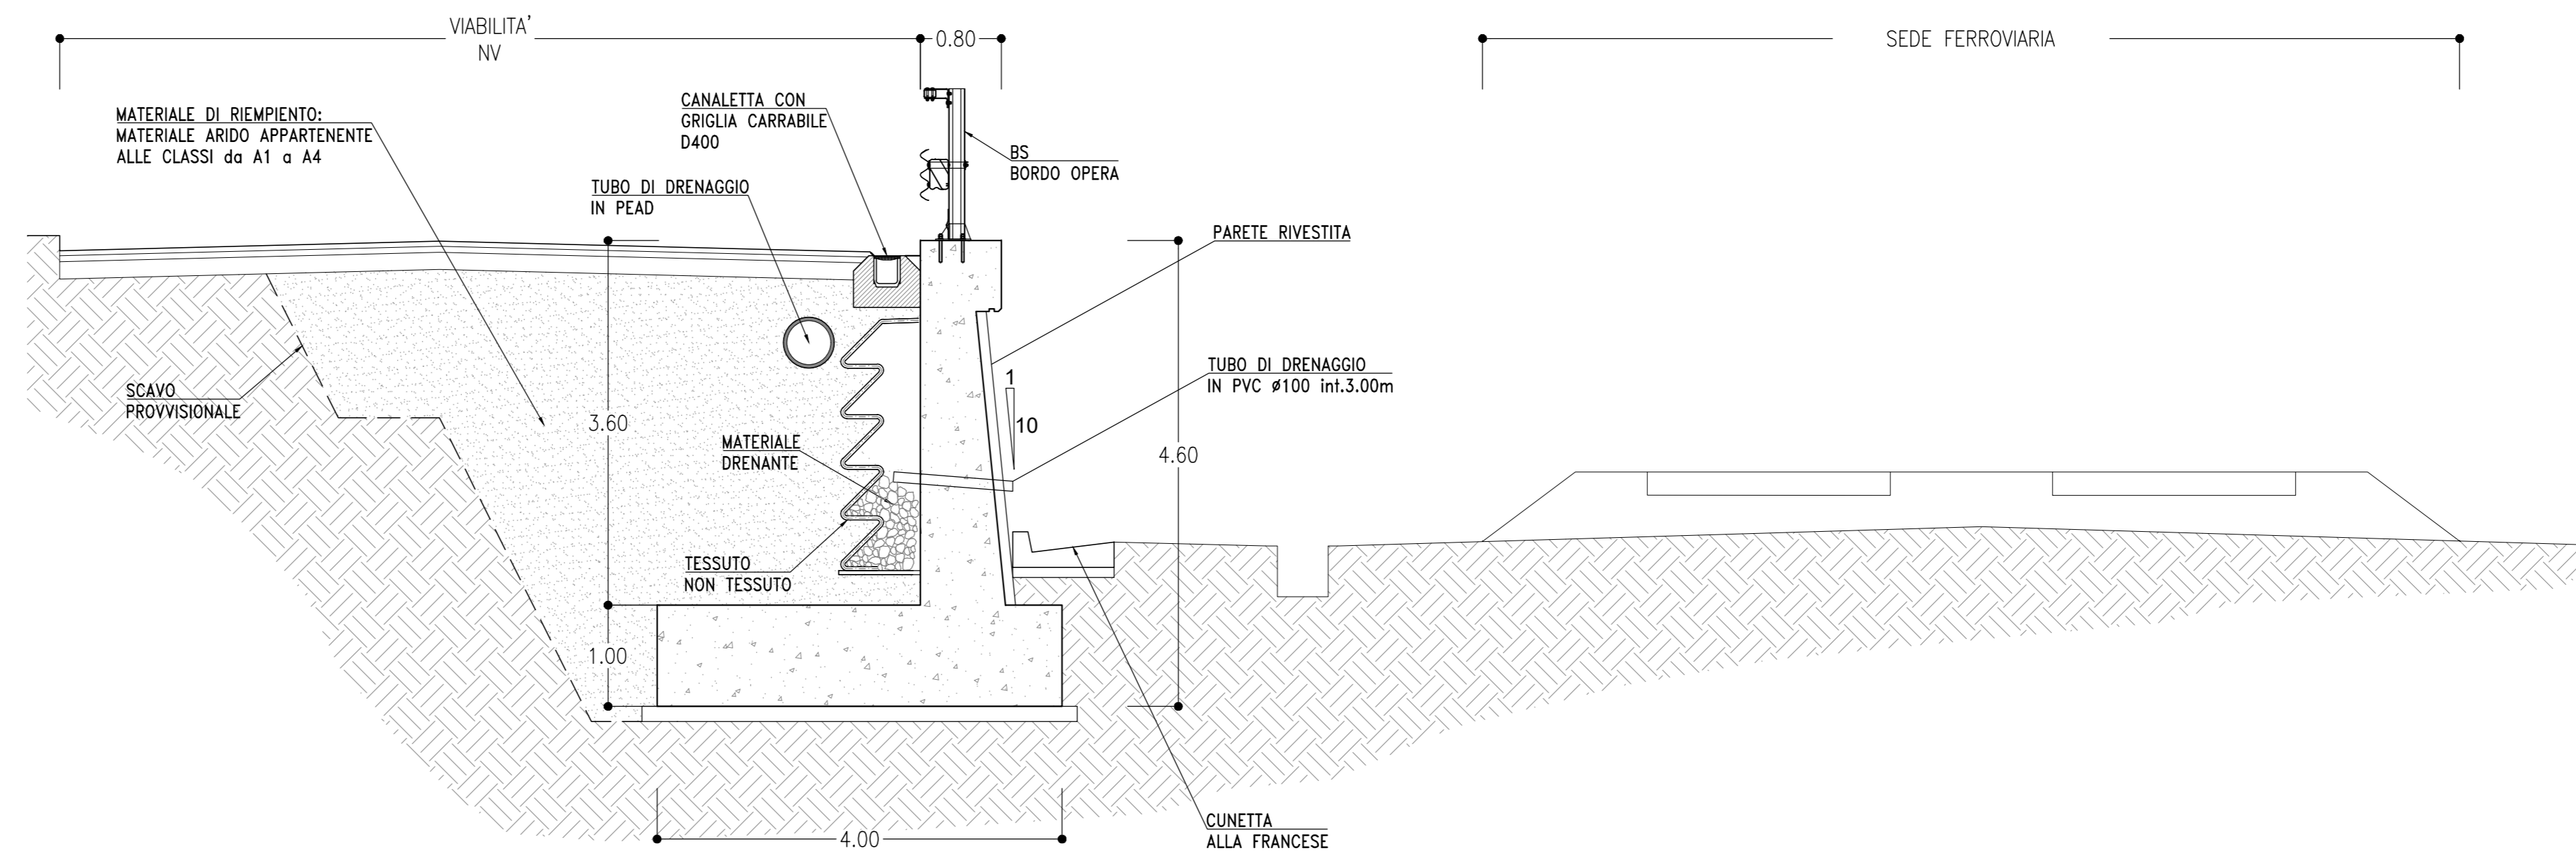 VIABILITA'
NV
0.80
SEDE FERROVIARIA
MATERIALE DI RIEMPIENTO:
MATERIALE ARIDO APPARTENENTE
ALLE CLASSI da A1 a A4
CANALETTA CON
GRIGLIA CARRABILE
D400
BS
BORDO OPERA
TUBO DI DRENAGGIO
IN PEAD
PARETE RIVESTITA
TUBO DI DRENAGGIO
IN PVC ø100 int.3.00m
1
10
SCAVO
PROVVISIONALE
3.60
MATERIALE
DRENANTE
4.60
TESSUTO
NON TESSUTO
1.00
CUNETTA
ALLA FRANCESE
4.00